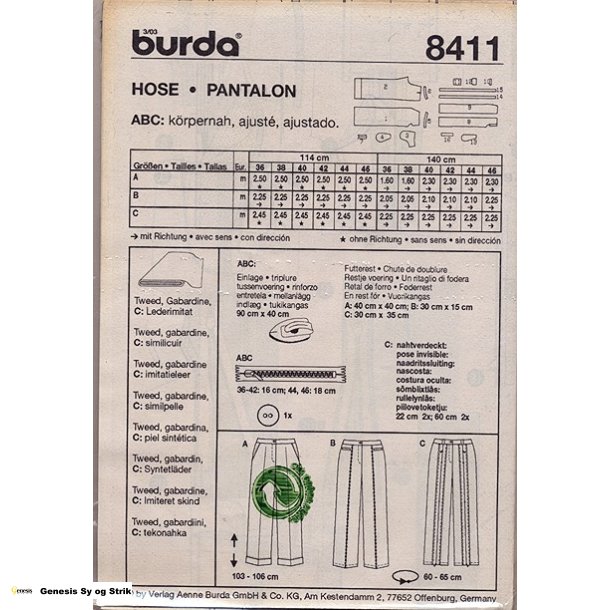 3/03
burda®
8411
HOSE • PANTALON
ABC: körpernah, ajusté, ajustado.
114 cm 140 cm
Größen • Tailles • Tallas Eur. 36 38 40 42 44 46 36 38 40 42 44 46
A m 2.50 2.50 2.50 2.50 2.50 2.50 1.60 1.60 2.30 2.30 2.30 2.30
B m 2.25 2.25 2.25 2.25 2.25 2.25 2.05 2.05 2.10 2.10 2.10 2.25
C m 2.45 2.45 2.45 2.45 2.45 2.45 2.25 2.25 2.25 2.25 2.25 2.25
→ mit Richtung • avec sens • con dirección ★ ohne Richtung • sans sens • sin dirección
Tweed, Gabardine,
C: Lederimitat
Tweed, gabardine,
C: similicuir
Tweed, gabardine
C: imitatieleer
Tweed, gabardine,
C: similpelle
Tweed, gabardina,
C: piel sintética
Tweed, gabardin,
C: Syntetläder
Tweed, gabardine,
C: Imiteret skind
Tweed, gabardiini,
C: tekonahka
ABC:
Einlage • triplure
tussenvoering • rinforzo
entretela • mellanlägg
indlæg • tukikangas
90 cm x 40 cm
Futterrest • Chute de doublure
Restje voering • Un ritaglio di fodera
Retal de forro • Foderrest
En rest för • Vuorikangas
A: 40 cm x 40 cm; B: 30 cm x 15 cm
C: 30 cm x 35 cm
ABC
36-42: 16 cm; 44, 46: 18 cm
1x
C: nahtverdeckt:
pose invisible:
naadritssluiting:
nascosta:
costura oculta:
sömblixtlås:
rullelynlås:
piilovetoketju:
22 cm 2x; 60 cm 2x
A B C
103 - 106 cm
60 - 65 cm
Genesis Genesis Sy og Strik
by Verlag Aenne Burda GmbH & Co. KG, Am Kestendamm 2, 77652 Offenburg, Germany